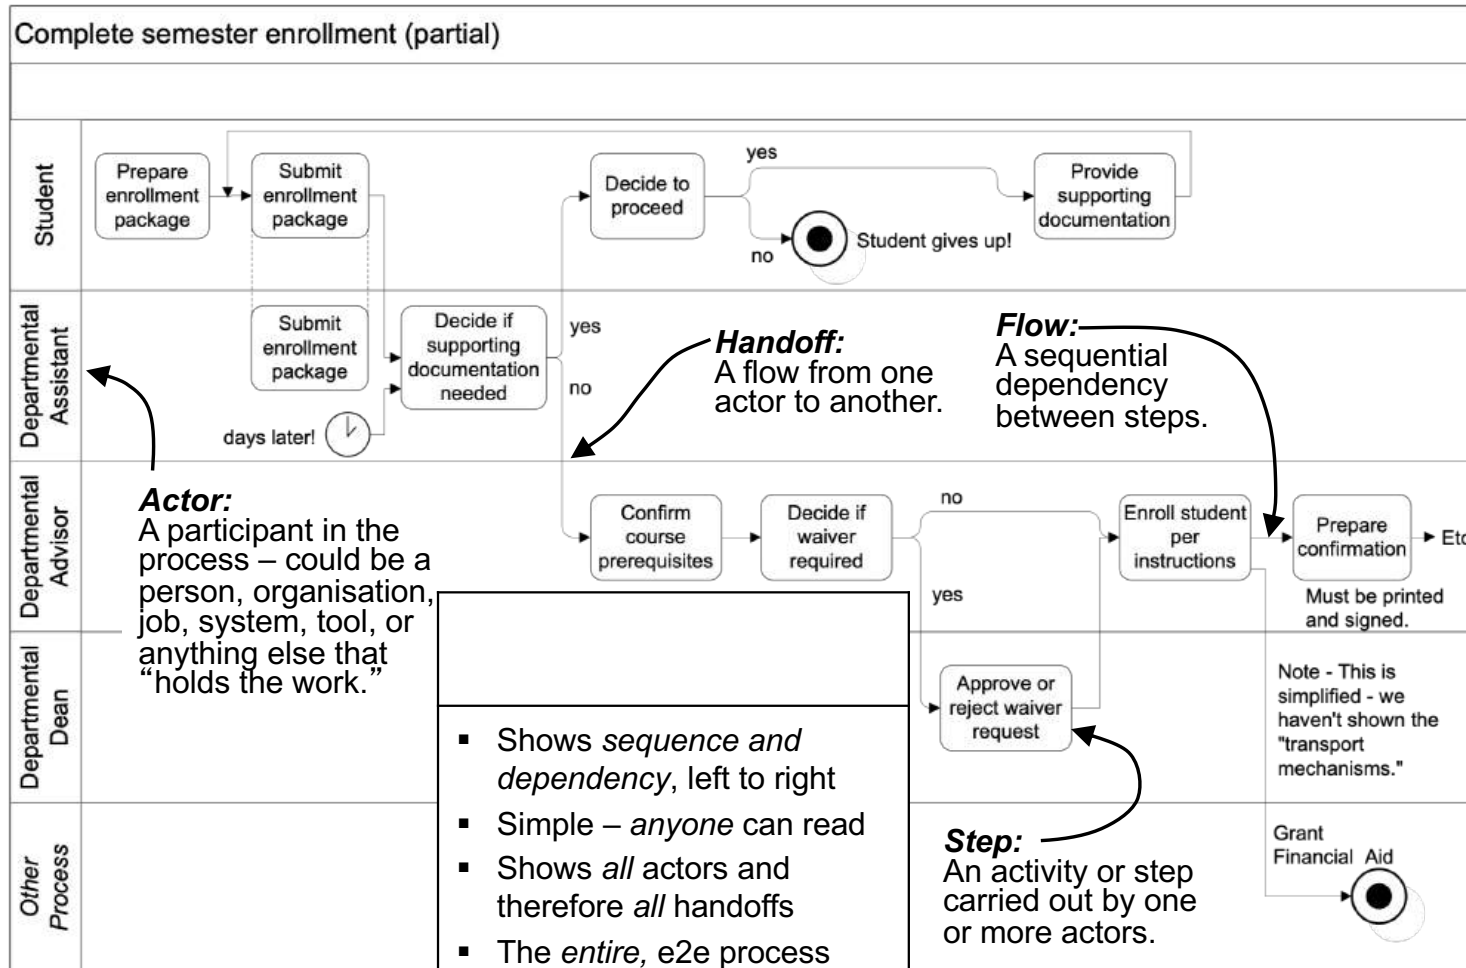 Complete semester enrollment (partial)
Student
Prepare
enrollment
package
Submit
enrollment
package
Decide to
proceed
yes
no
Student gives up!
Provide
supporting
documentation
Departmental
Assistant
Submit
enrollment
package
days later!
Decide if
supporting
documentation
needed
yes
no
Handoff:
A flow from one
actor to another.
Flow:
A sequential
dependency
between steps.
Actor:
A participant in the
process – could be a
person, organisation,
job, system, tool, or
anything else that
“holds the work.”
Departmental
Advisor
Confirm
course
prerequisites
Decide if
waiver
required
no
yes
Enroll student
per
instructions
Prepare
confirmation
Etc
Must be printed
and signed.
Departmental
Dean
Approve or
reject waiver
request
Note - This is
simplified - we
haven't shown the
"transport
mechanisms."
▪ Shows sequence and
dependency, left to right
▪ Simple – anyone can read
▪ Shows all actors and
therefore all handoffs
▪ The entire, e2e process
Step:
An activity or step
carried out by one
or more actors.
Other
Process
Grant
Financial Aid